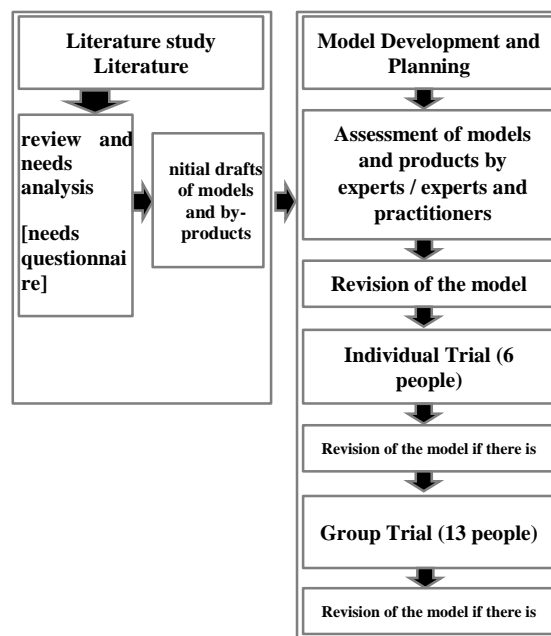 Literature study
Literature
review and
needs
analysis
[needs
questionnai
re]
nitial drafts
of models
and by-
products
Model Development and
Planning
Assessment of models
and products by
experts / experts and
practitioners
Revision of the model
Individual Trial (6
people)
Revision of the model if there is
Group Trial (13 people)
Revision of the model if there is